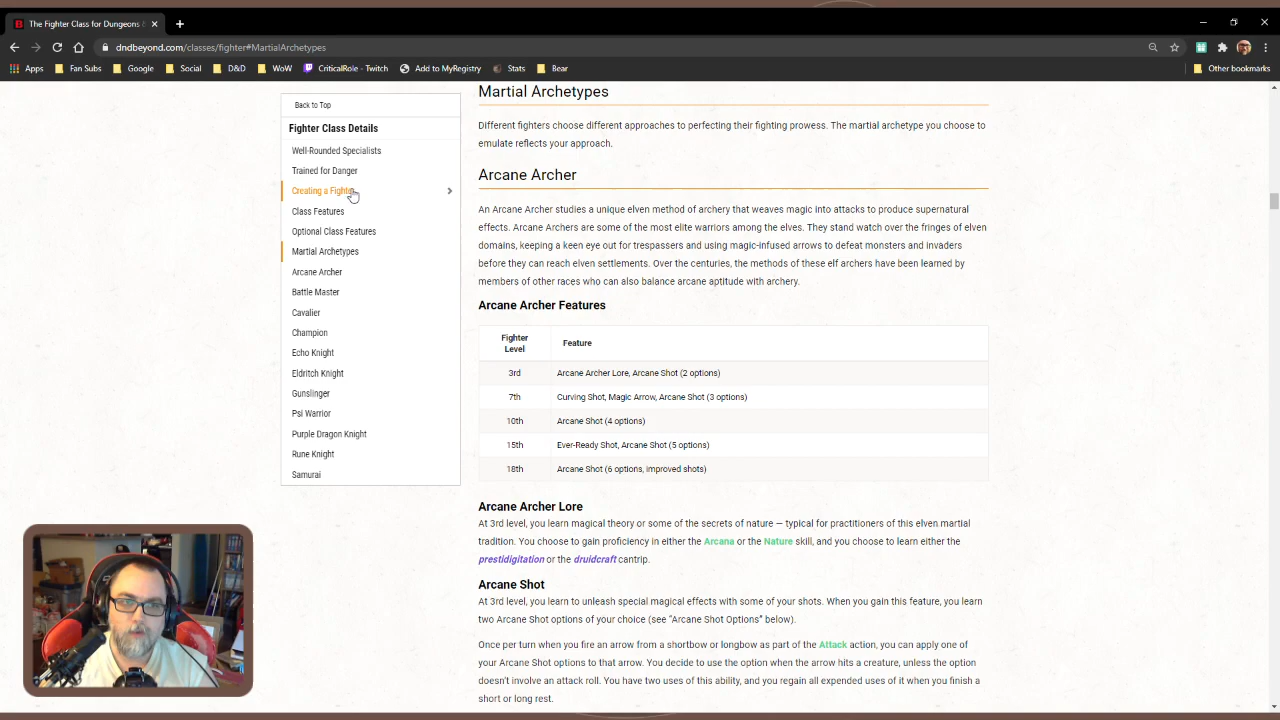 The Fighter Class for Dungeons &
dndbeyond.com/classes/fighter#MartialArchetypes
Apps Fan Subs Google Social D&D WoW CriticalRole - Twitch Add to MyRegistry Stats Bear Other bookmarks
Back to Top
Fighter Class Details
Well-Rounded Specialists
Trained for Danger
Creating a Fighter
Class Features
Optional Class Features
Martial Archetypes
Arcane Archer
Battle Master
Cavalier
Champion
Echo Knight
Eldritch Knight
Gunslinger
Psi Warrior
Purple Dragon Knight
Rune Knight
Samurai
Martial Archetypes
Different fighters choose different approaches to perfecting their fighting prowess. The martial archetype you choose to
emulate reflects your approach.
Arcane Archer
An Arcane Archer studies a unique elven method of archery that weaves magic into attacks to produce supernatural
effects. Arcane Archers are some of the most elite warriors among the elves. They stand watch over the fringes of elven
domains, keeping a keen eye out for trespassers and using magic-infused arrows to defeat monsters and invaders
before they can reach elven settlements. Over the centuries, the methods of these elf archers have been learned by
members of other races who can also balance arcane aptitude with archery.
Arcane Archer Features
Fighter
Level Feature
3rd Arcane Archer Lore, Arcane Shot (2 options)
7th Curving Shot, Magic Arrow, Arcane Shot (3 options)
10th Arcane Shot (4 options)
15th Ever-Ready Shot, Arcane Shot (5 options)
18th Arcane Shot (6 options, improved shots)
Arcane Archer Lore
At 3rd level, you learn magical theory or some of the secrets of nature — typical for practitioners of this elven martial
tradition. You choose to gain proficiency in either the Arcana or the Nature skill, and you choose to learn either the
prestidigitation or the druidcraft cantrip.
Arcane Shot
At 3rd level, you learn to unleash special magical effects with some of your shots. When you gain this feature, you learn
two Arcane Shot options of your choice (see “Arcane Shot Options” below).
Once per turn when you fire an arrow from a shortbow or longbow as part of the Attack action, you can apply one of
your Arcane Shot options to that arrow. You decide to use the option when the arrow hits a creature, unless the option
doesn’t involve an attack roll. You have two uses of this ability, and you regain all expended uses of it when you finish a
short or long rest.